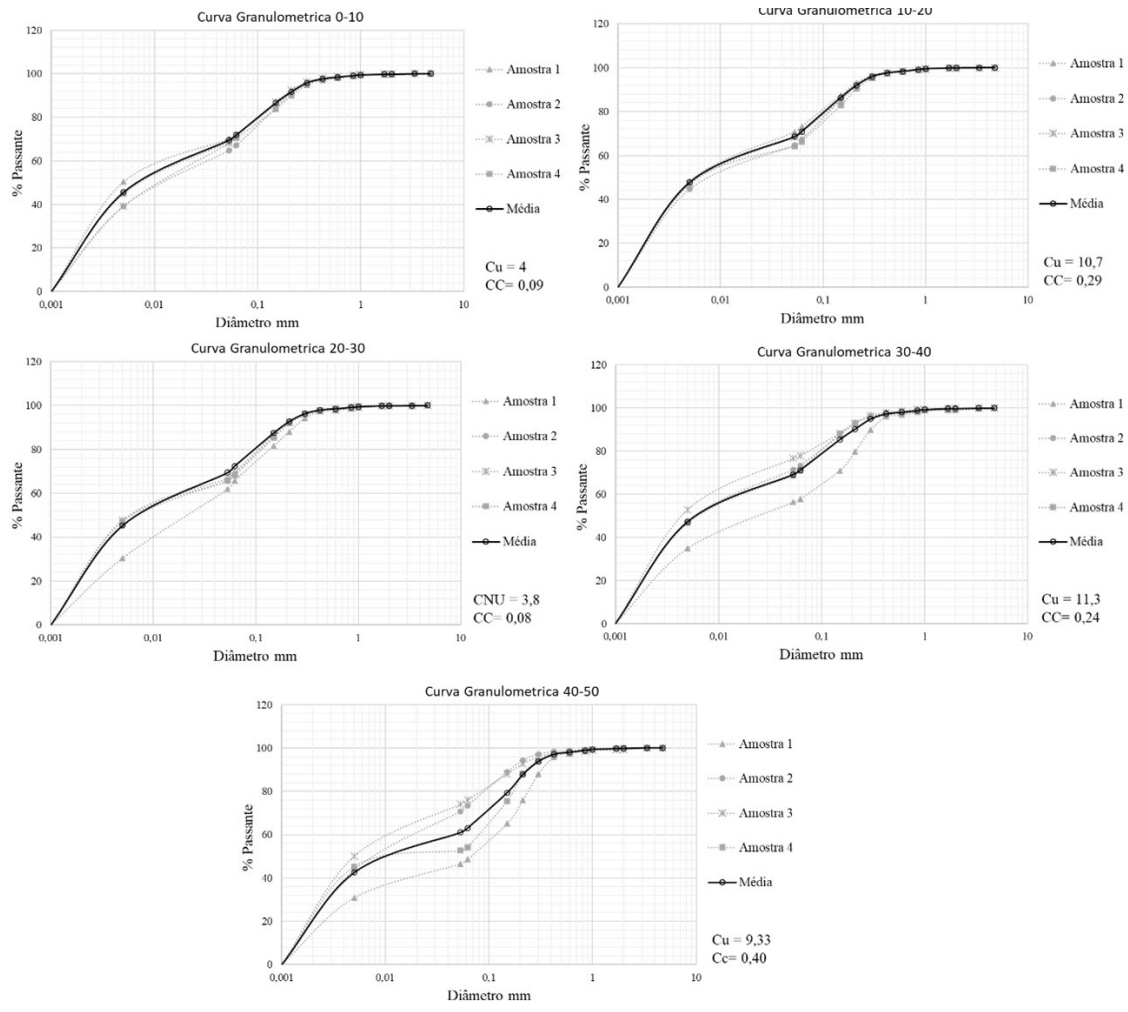 Curva Granulometrica 0-10
120
100
80
60
40
20
0
% Passante
0,001
0,01
0,1
1
10
Diâmetro mm
Amostra 1
Amostra 2
Amostra 3
Amostra 4
Média
Cu = 4
CC= 0,09
Curva Granulometrica 10-20
120
100
80
60
40
20
0
% Passante
0,001
0,01
0,1
1
10
Diâmetro mm
Amostra 1
Amostra 2
Amostra 3
Amostra 4
Média
Cu = 10,7
CC= 0,29
Curva Granulometrica 20-30
120
100
80
60
40
20
0
% Passante
0,001
0,01
0,1
1
10
Diâmetro mm
Amostra 1
Amostra 2
Amostra 3
Amostra 4
Média
CNU = 3,8
CC= 0,08
Curva Granulometrica 30-40
120
100
80
60
40
20
0
% Passante
0,001
0,01
0,1
1
10
Diâmetro mm
Amostra 1
Amostra 2
Amostra 3
Amostra 4
Média
Cu = 11,3
CC= 0,24
Curva Granulometrica 40-50
120
100
80
60
40
20
0
% Passante
0,001
0,01
0,1
1
10
Diâmetro mm
Amostra 1
Amostra 2
Amostra 3
Amostra 4
Média
Cu = 9,33
Cc= 0,40